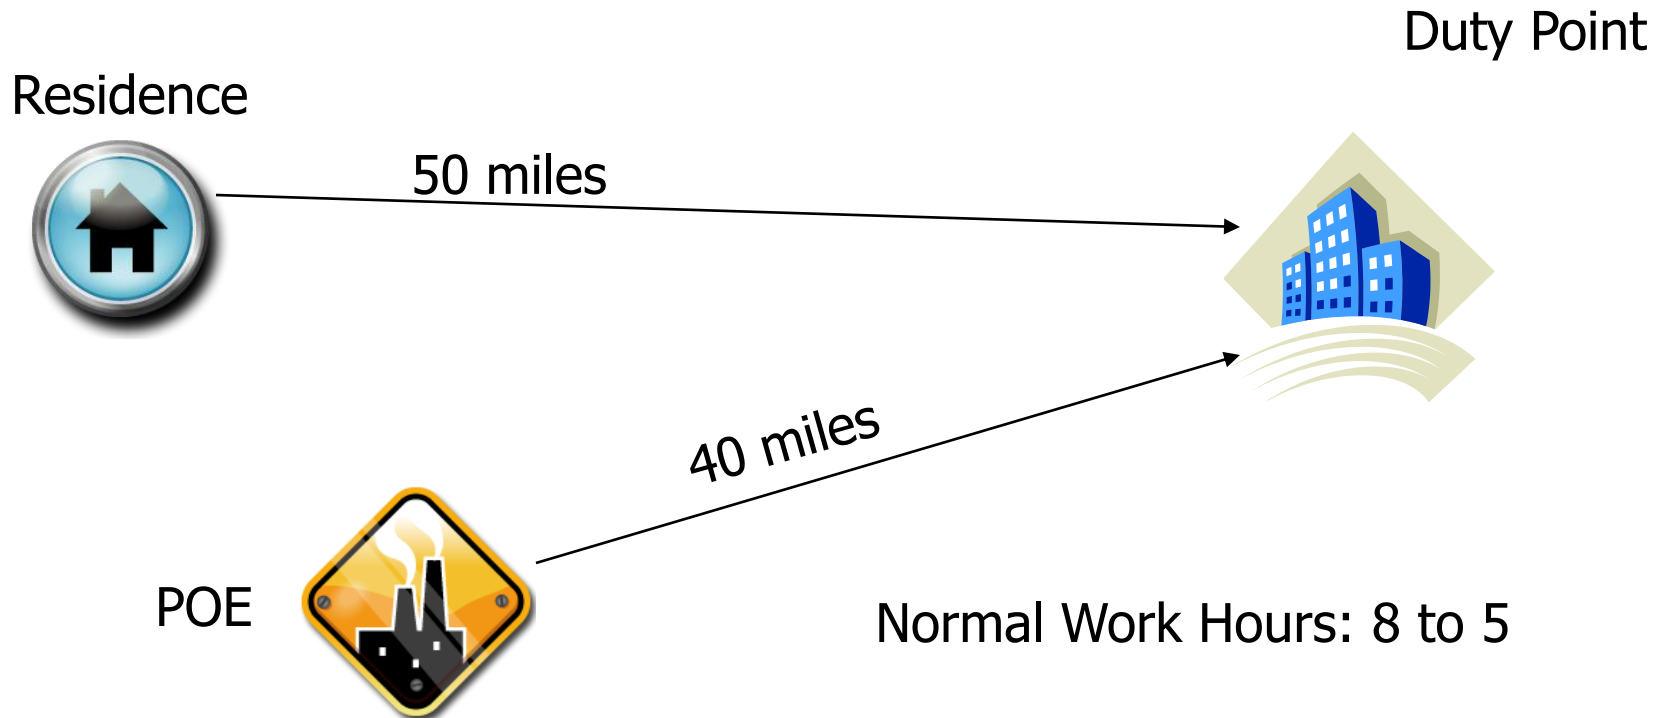 Duty Point
Residence
50 miles
40 miles
POE
Normal Work Hours: 8 to 5